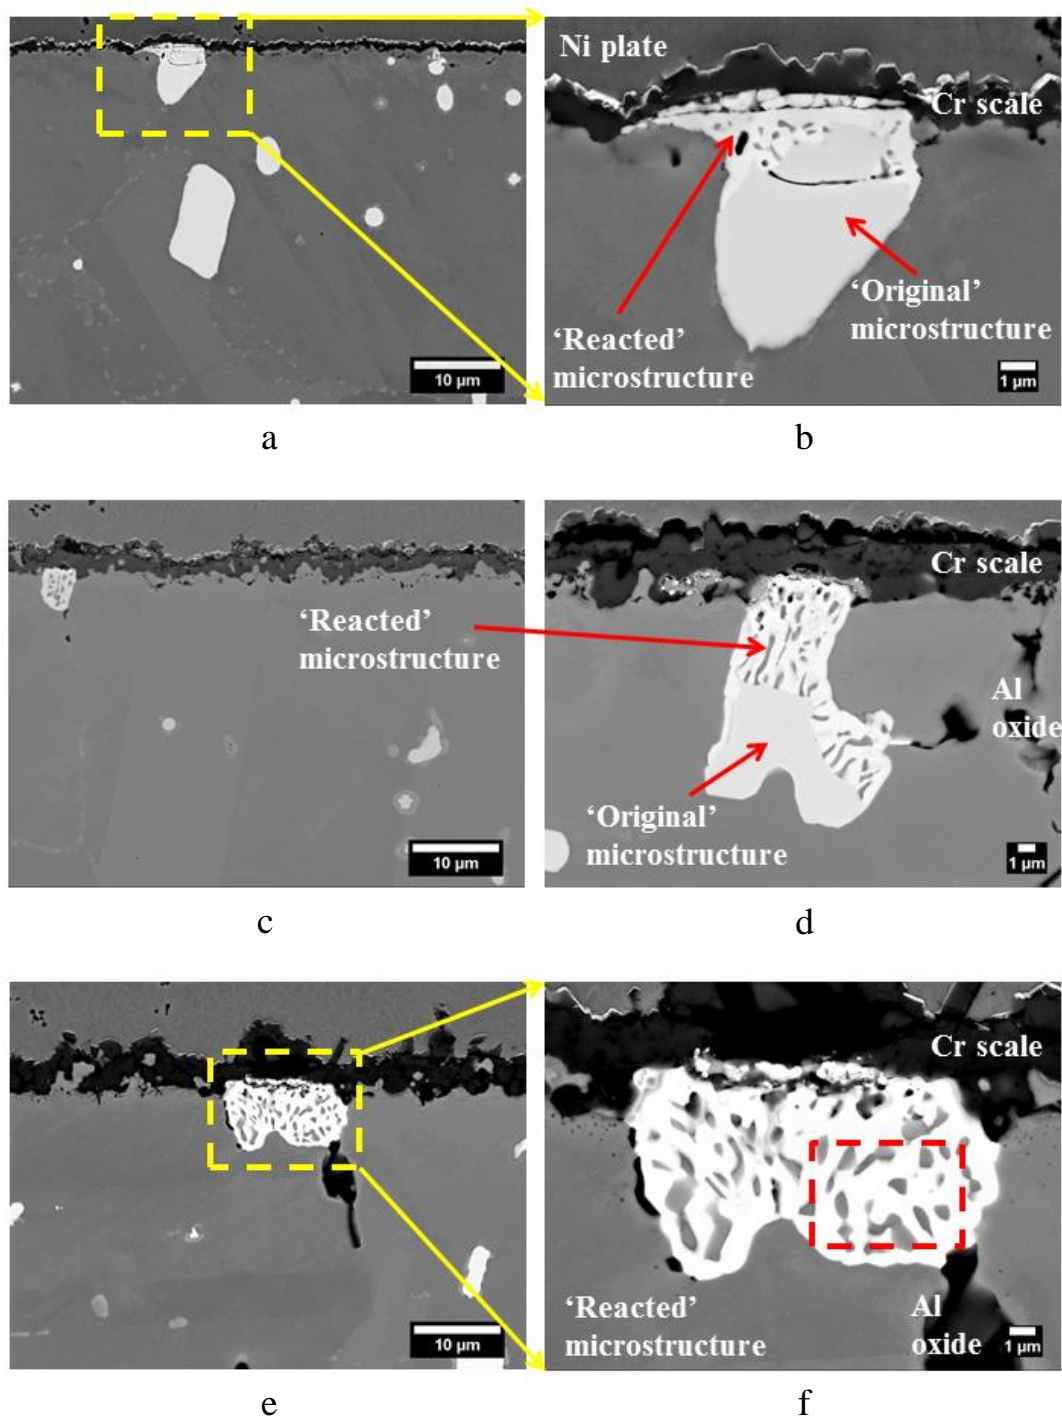 10 µm
a
Ni plate
Cr scale
'Reacted'
microstructure
'Original'
microstructure
1 µm
b
'Reacted'
microstructure
10 µm
c
Cr scale
Al
oxide
'Original'
microstructure
1 µm
d
10 µm
e
Cr scale
'Reacted'
microstructure
Al
oxide
1 µm
f